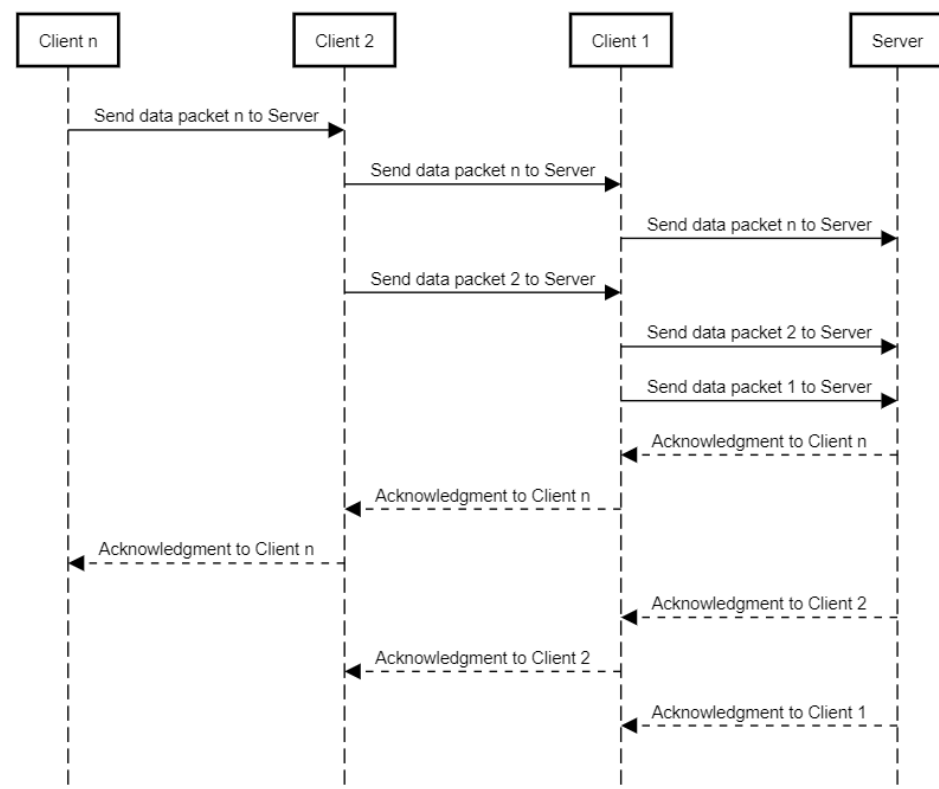 Client n
Client 2
Client 1
Server
Send data packet n to Server
Send data packet n to Server
Send data packet n to Server
Send data packet 2 to Server
Send data packet 2 to Server
Send data packet 1 to Server
Acknowledgment to Client n
Acknowledgment to Client n
Acknowledgment to Client n
Acknowledgment to Client 2
Acknowledgment to Client 2
Acknowledgment to Client 1